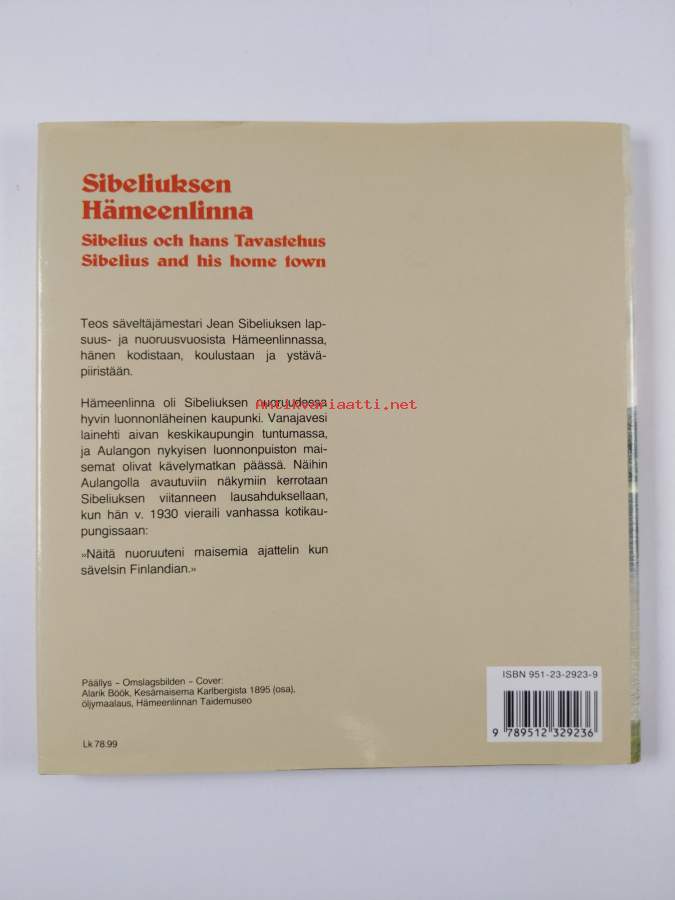 Sibeliuksen
Hämeenlinna
Sibelius och hans Tavastehus
Sibelius and his home town
Teos säveltäjämestari Jean Sibeliuksen lap-
suus- ja nuoruusvuosista Hämeenlinnassa,
hänen kodistaan, koulustaan ja ystävä-
piiristään.
Hämeenlinna oli Sibeliuksen nuoruudessa
antikvariaatti.net
hyvin luonnonläheinen kaupunki. Vanajavesi
lainehti aivan keskikaupungin tuntumassa,
ja Aulangon nykyisen luonnonpuiston mai-
semat olivat kävelymatkan päässä. Näihin
Aulangolla avautuviin näkymiin kerrotaan
Sibeliuksen viitanneen lausahduksellaan,
kun hän v. 1930 vieraili vanhassa kotikau-
pungissaan:
»Näitä nuoruuteni maisemia ajattelin kun
sävelsin Finlandian.»
Päällys – Omslagsbilden – Cover:
Alarik Böök, Kesämaisema Karlbergista 1895 (osa),
öljymaalaus, Hämeenlinnan Taidemuseo
Lk 78.99
ISBN 951-23-2923-9
9 789512 329236